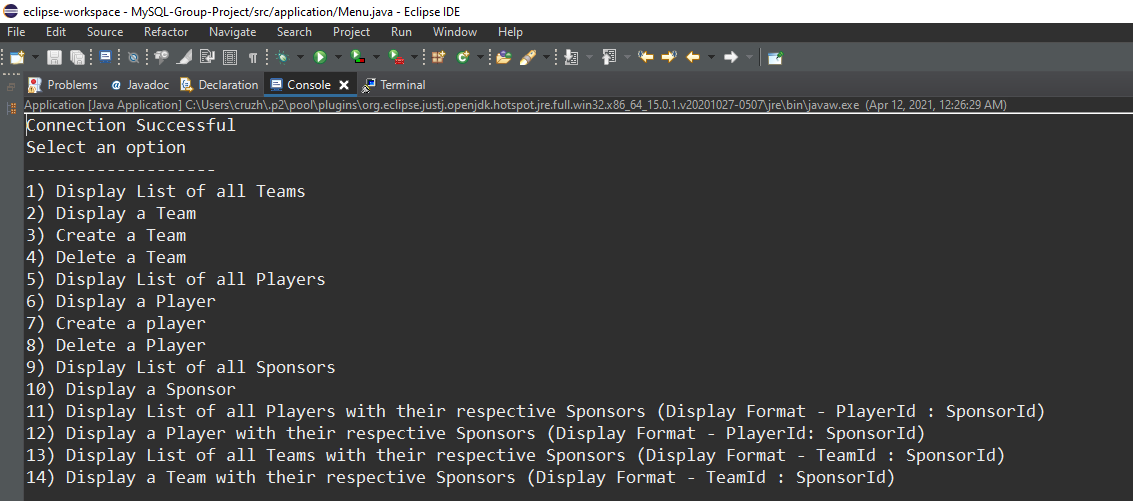 eclipse-workspace - MySQL-Group-Project/src/application/Menu.java - Eclipse IDE
File Edit Source Refactor Navigate Search Project Run Window Help
Problems @ Javadoc Declaration Console Terminal
Application [Java Application] C:\Users\cruzh\.p2\pool\plugins\org.eclipse.justj.openjdk.hotspot.jre.full.win32.x86_64_15.0.1.v20201027-0507\jre\bin\javaw.exe (Apr 12, 2021, 12:26:29 AM)
Connection Successful
Select an option
-------------------
1) Display List of all Teams
2) Display a Team
3) Create a Team
4) Delete a Team
5) Display List of all Players
6) Display a Player
7) Create a player
8) Delete a Player
9) Display List of all Sponsors
10) Display a Sponsor
11) Display List of all Players with their respective Sponsors (Display Format - PlayerId : SponsorId)
12) Display a Player with their respective Sponsors (Display Format - PlayerId: SponsorId)
13) Display List of all Teams with their respective Sponsors (Display Format - TeamId : SponsorId)
14) Display a Team with their respective Sponsors (Display Format - TeamId : SponsorId)